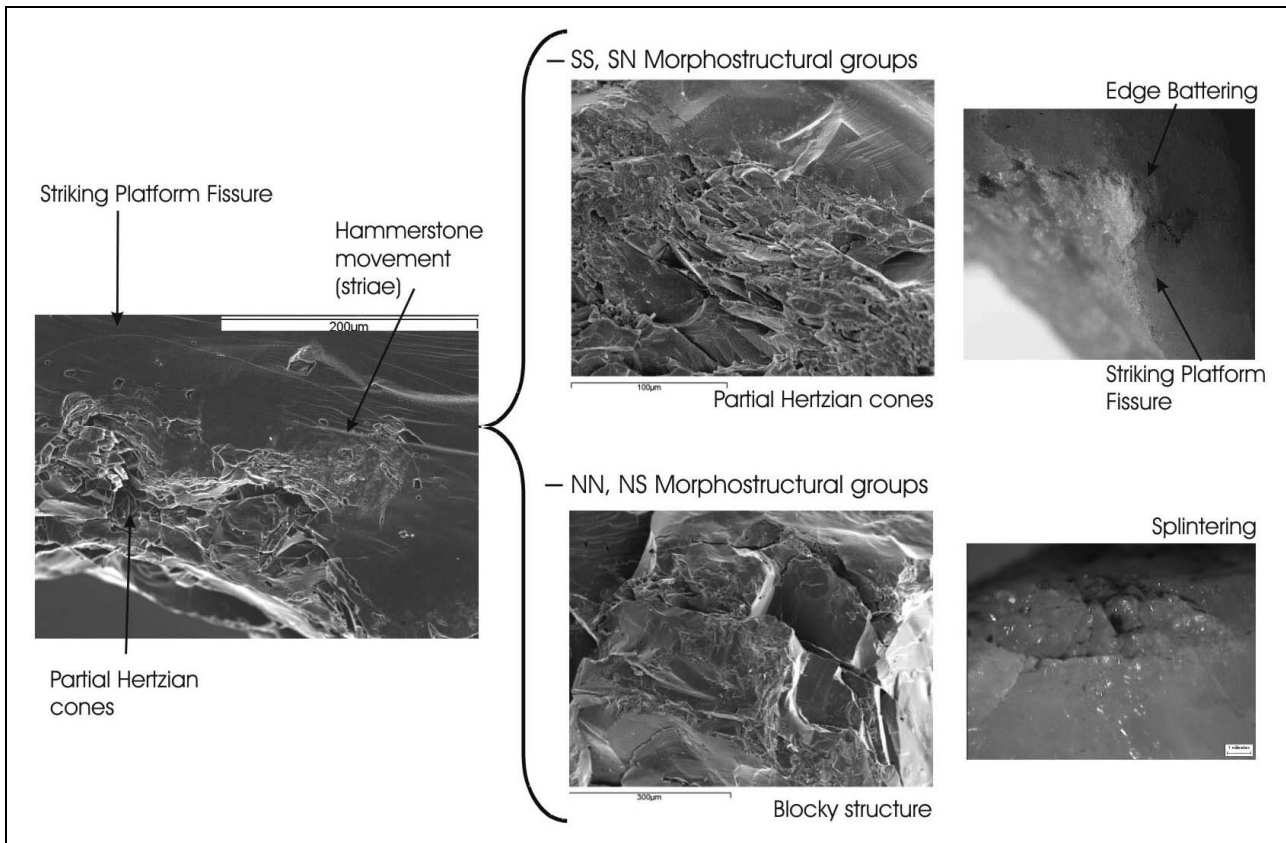 Striking Platform Fissure
Hammerstone
movement
(striae)
200µm
Partial Hertzian
cones
– SS, SN Morphostructural groups
100µm
Partial Hertzian cones
Edge Battering
Striking Platform
Fissure
– NN, NS Morphostructural groups
300µm
Blocky structure
Splintering